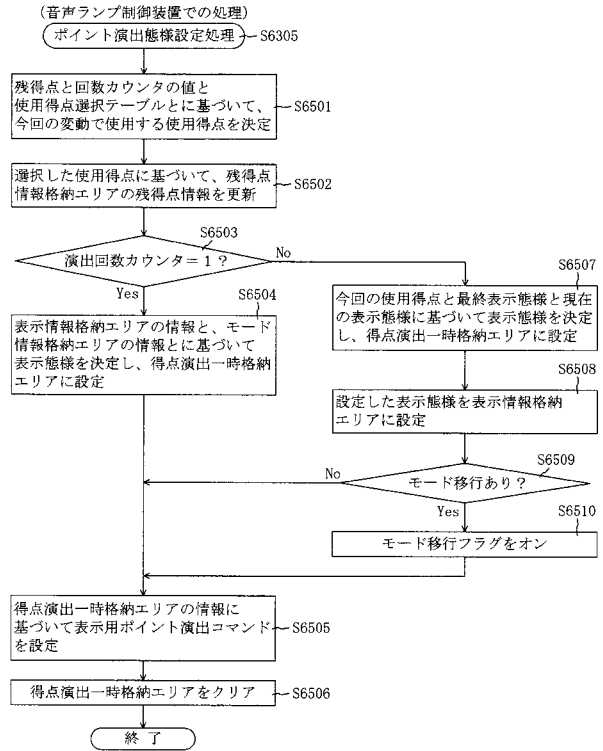 (音声ランプ制御装置での処理)
ポイント演出態様設定処理
S6305
残得点と回数カウンタの値と
使用得点選択テーブルとに基づいて、
今回の変動で使用する使用得点を決定
S6501
選択した使用得点に基づいて、残得点
情報格納エリアの残得点情報を更新
S6502
S6503
演出回数カウンタ=1?
No
Yes
S6504
表示情報格納エリアの情報と、モード
情報格納エリアの情報とに基づいて
表示態様を決定し、得点演出一時格納
エリアに設定
S6507
今回の使用得点と最終表示態様と現在
の表示態様に基づいて表示態様を決定
し、得点演出一時格納エリアに設定
S6508
設定した表示態様を表示情報格納
エリアに設定
S6509
モード移行あり?
No
Yes
S6510
モード移行フラグをオン
得点演出一時格納エリアの情報に
基づいて表示用ポイント演出コマンド
を設定
S6505
得点演出一時格納エリアをクリア
S6506
終了